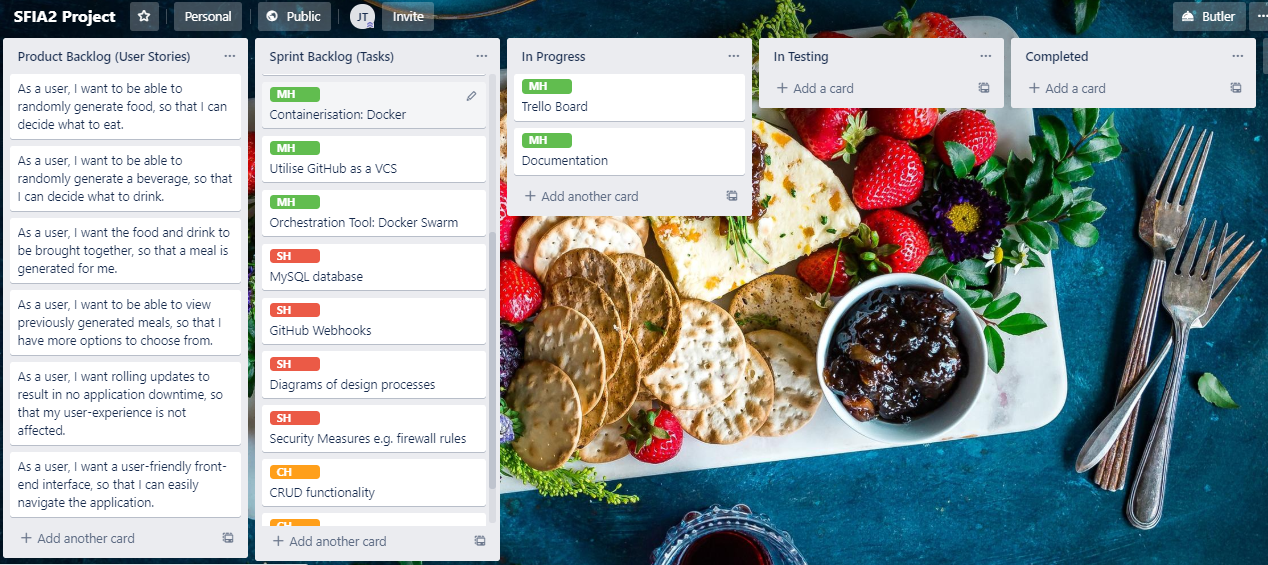 SFIA2 Project
Personal
Public
JT
Invite
Butler
Product Backlog (User Stories)
As a user, I want to be able to
randomly generate food, so that I can
decide what to eat.
As a user, I want to be able to
randomly generate a beverage, so that
I can decide what to drink.
As a user, I want the food and drink to
be brought together, so that a meal is
generated for me.
As a user, I want to be able to view
previously generated meals, so that I
have more options to choose from.
As a user, I want rolling updates to
result in no application downtime, so
that my user-experience is not
affected.
As a user, I want a user-friendly front-
end interface, so that I can easily
navigate the application.
+ Add another card
Sprint Backlog (Tasks)
MH
Containerisation: Docker
MH
Utilise GitHub as a VCS
MH
Orchestration Tool: Docker Swarm
SH
MySQL database
SH
GitHub Webhooks
SH
Diagrams of design processes
SH
Security Measures e.g. firewall rules
CH
CRUD functionality
CH
+ Add another card
In Progress
MH
Trello Board
MH
Documentation
+ Add another card
In Testing
+ Add a card
Completed
+ Add a card